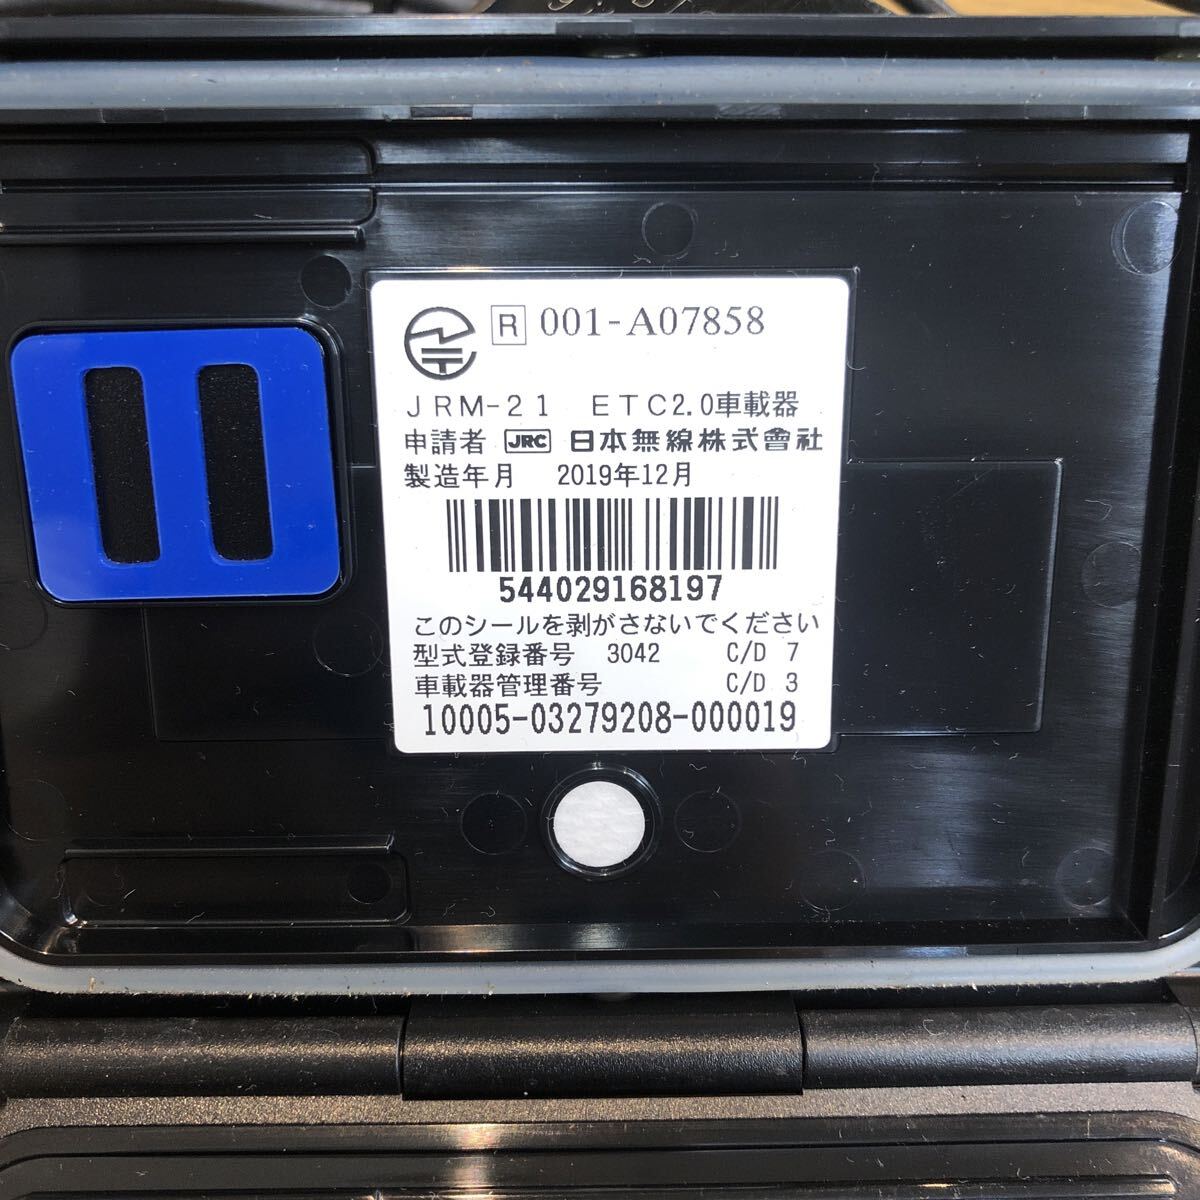 R 001-A07858
JRM-21 ETC2.0車載器
申請者 JRC 日本無線株式會社
製造年月 2019年12月
544029168197
このシールを剥がさないでください
型式登録番号 3042 C/D 7
車載器管理番号 C/D 3
10005-03279208-000019